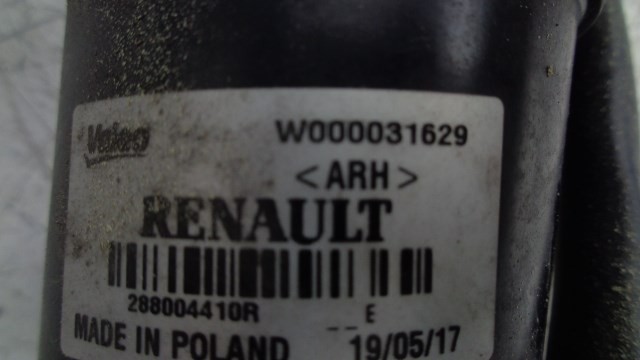 Valeo W000031629
<ARH>
RENAULT
288004410R E
MADE IN POLAND 19/05/17